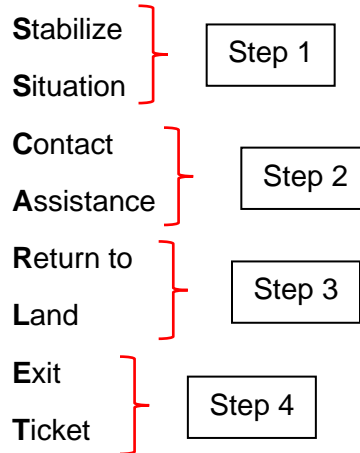 Stabilize
Step 1
Situation
Contact
Step 2
Assistance
Return to
Step 3
Land
Exit
Step 4
Ticket